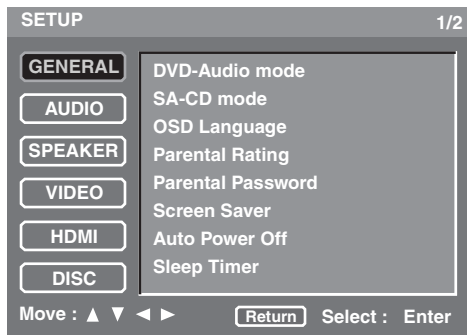 SETUP 1/2
GENERAL
AUDIO
SPEAKER
VIDEO
HDMI
DISC
DVD-Audio mode
SA-CD mode
OSD Language
Parental Rating
Parental Password
Screen Saver
Auto Power Off
Sleep Timer
Move : ▲ ▼ ◄ ► Return Select : Enter